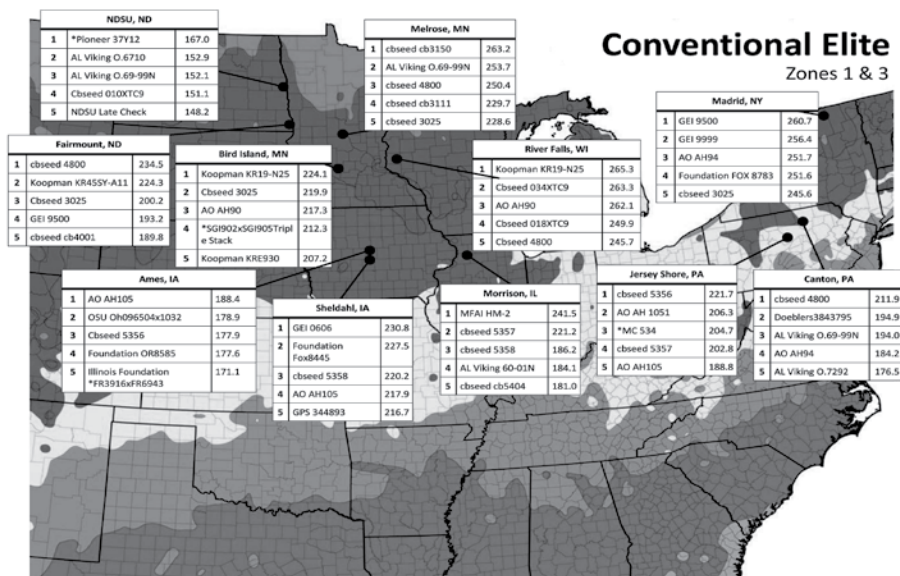 Conventional Elite
Zones 1 & 3
NDSU, ND
1 *Pioneer 37Y12 167.0
2 AL Viking O.6710 152.9
3 AL Viking O.69-99N 152.1
4 Cbseed 010XTC9 151.1
5 NDSU Late Check 148.2
Melrose, MN
1 cbseed cb3150 263.2
2 AL Viking O.69-99N 253.7
3 cbseed 4800 250.4
4 cbseed cb3111 229.7
5 cbseed 3025 228.6
Madrid, NY
1 GEI 9500 260.7
2 GEI 9999 256.4
3 AO AH94 251.7
4 Foundation FOX 8783 251.6
5 cbseed 3025 245.6
Fairmount, ND
1 cbseed 4800 234.5
2 Koopman KR45SY-A11 224.3
3 Cbseed 3025 200.2
4 GEI 9500 193.2
5 cbseed cb4001 189.8
Bird Island, MN
1 Koopman KR19-N25 224.1
2 Cbseed 3025 219.9
3 AO AH90 217.3
4 *SGI902xSGI905Tripl 212.3
e Stack
5 Koopman KRE930 207.2
River Falls, WI
1 Koopman KR19-N25 265.3
2 Cbseed 034XTC9 263.3
3 AO AH90 262.1
4 Cbseed 018XTC9 249.9
5 Cbseed 4800 245.7
Ames, IA
1 AO AH105 188.4
2 OSU Oh096504x1032 178.9
3 Cbseed 5356 177.9
4 Foundation OR8585 177.6
5 Illinois Foundation 171.1
*FR3916xFR6943
Sheldahl, IA
1 GEI 0606 230.8
2 Foundation 227.5
Fox8445
3 cbseed 5358 220.2
4 AO AH105 217.9
5 GPS 344893 216.7
Morrison, IL
1 MFAI HM-2 241.5
2 cbseed 5357 221.2
3 cbseed 5358 186.2
4 AL Viking 60-01N 184.1
5 cbseed cb5404 181.0
Jersey Shore, PA
1 cbseed 5356 221.7
2 AO AH 1051 206.3
3 *MC 534 204.7
4 cbseed 5357 202.8
5 AO AH105 188.8
Canton, PA
1 cbseed 4800 211.9
2 Doeblers3843795 194.9
3 AL Viking O.69-99N 194.0
4 AO AH94 184.2
5 AL Viking O.7292 176.5